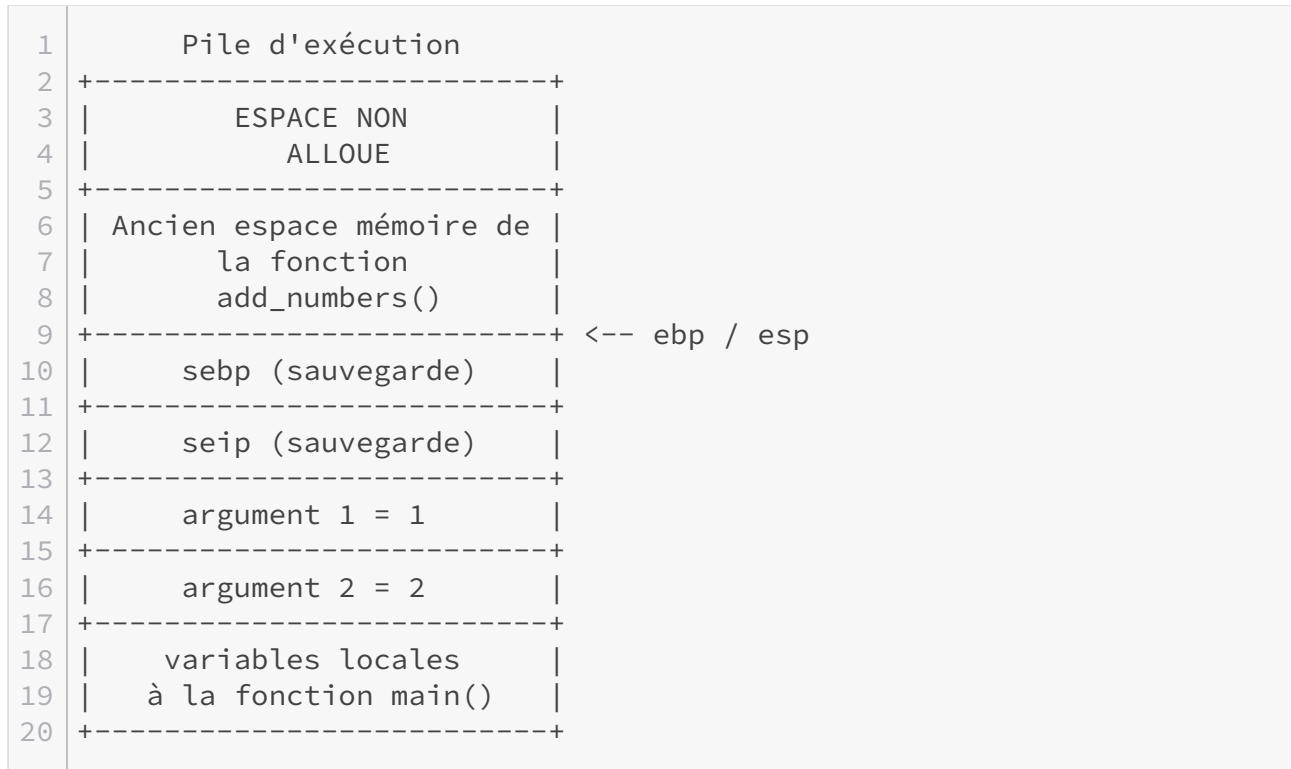 1           Pile d'exécution
2     +--------------------------+
3     |        ESPACE NON        |
4     |           ALLOUE         |
5     +--------------------------+
6     | Ancien espace mémoire de |
7     |       la fonction        |
8     |       add_numbers()      |
9     +--------------------------+ <-- ebp / esp
10    |     sebp (sauvegarde)    |
11    +--------------------------+
12    |     seip (sauvegarde)    |
13    +--------------------------+
14    |     argument 1 = 1       |
15    +--------------------------+
16    |     argument 2 = 2       |
17    +--------------------------+
18    |    variables locales     |
19    |   à la fonction main()   |
20    +--------------------------+